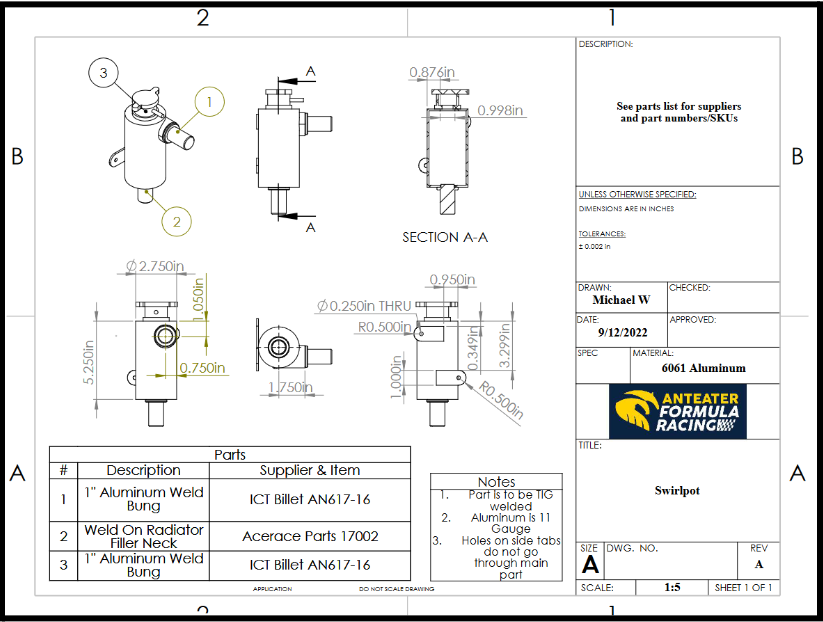 2
1
B
B
A
A
2
1
3
1
2
A
A
0.876in
0.998in
SECTION A-A
Ø2.750in
1.050in
5.250in
0.750in
1.750in
0.950in
Ø0.250in THRU
R0.500in
0.349in
3.299in
1.000in
R0.500in
Parts
# Description Supplier & Item
1 1" Aluminum Weld Bung ICT Billet AN617-16
2 Weld On Radiator Filler Neck Acerace Parts 17002
3 1" Aluminum Weld Bung ICT Billet AN617-16
Notes
1. Part is to be TIG
welded
2. Aluminum is 11
Gauge
3. Holes on side tabs
do not go
through main
part
APPLICATION
DO NOT SCALE DRAWING
DESCRIPTION:
See parts list for suppliers
and part numbers/SKUs
UNLESS OTHERWISE SPECIFIED:
DIMENSIONS ARE IN INCHES
TOLERANCES:
± 0.002 in
DRAWN:
Michael W
CHECKED:
DATE:
9/12/2022
APPROVED:
SPEC
MATERIAL:
6061 Aluminum
ANTEATER
FORMULA
RACING
TITLE:
Swirlpot
SIZE
A
DWG. NO.
REV
A
SCALE:
1:5
SHEET 1 OF 1